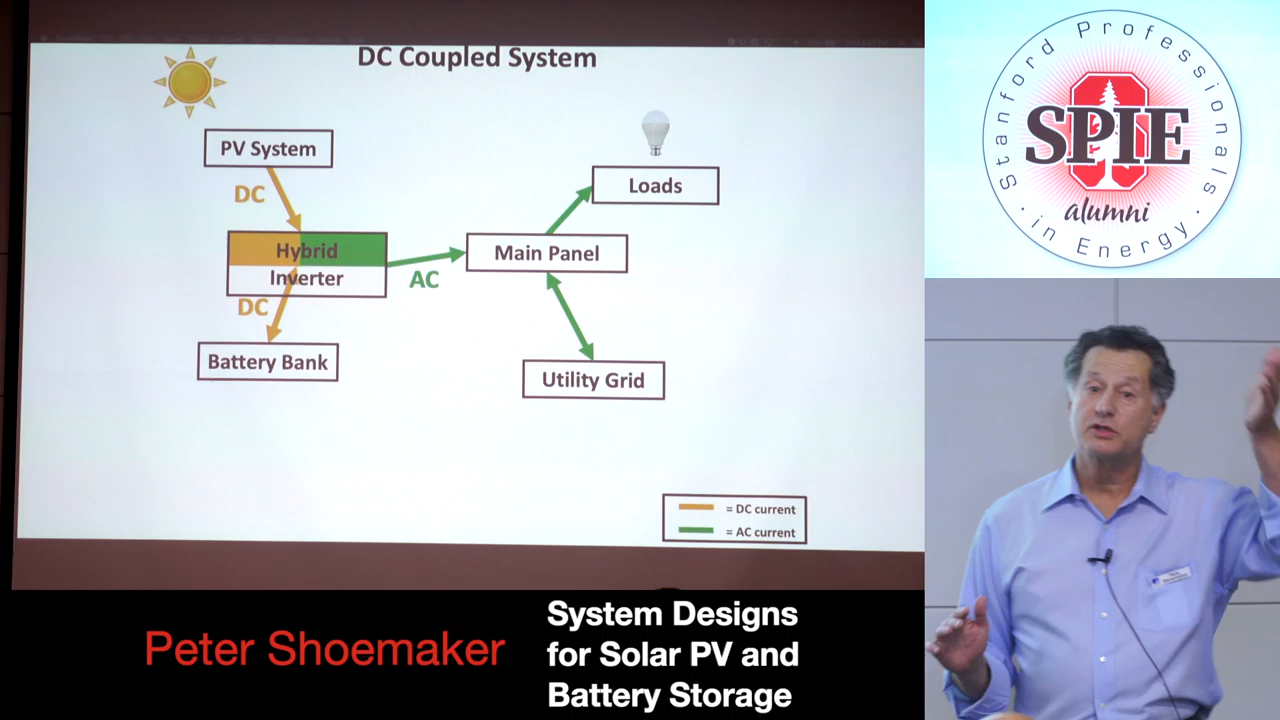 DC Coupled System
PV System
DC
Hybrid
Inverter
DC
Battery Bank
AC
Main Panel
Loads
Utility Grid
= DC current
= AC current
Stanford Professionals
SPIE
alumni
· in Energy ·
Peter Shoemaker
System Designs
for Solar PV and
Battery Storage